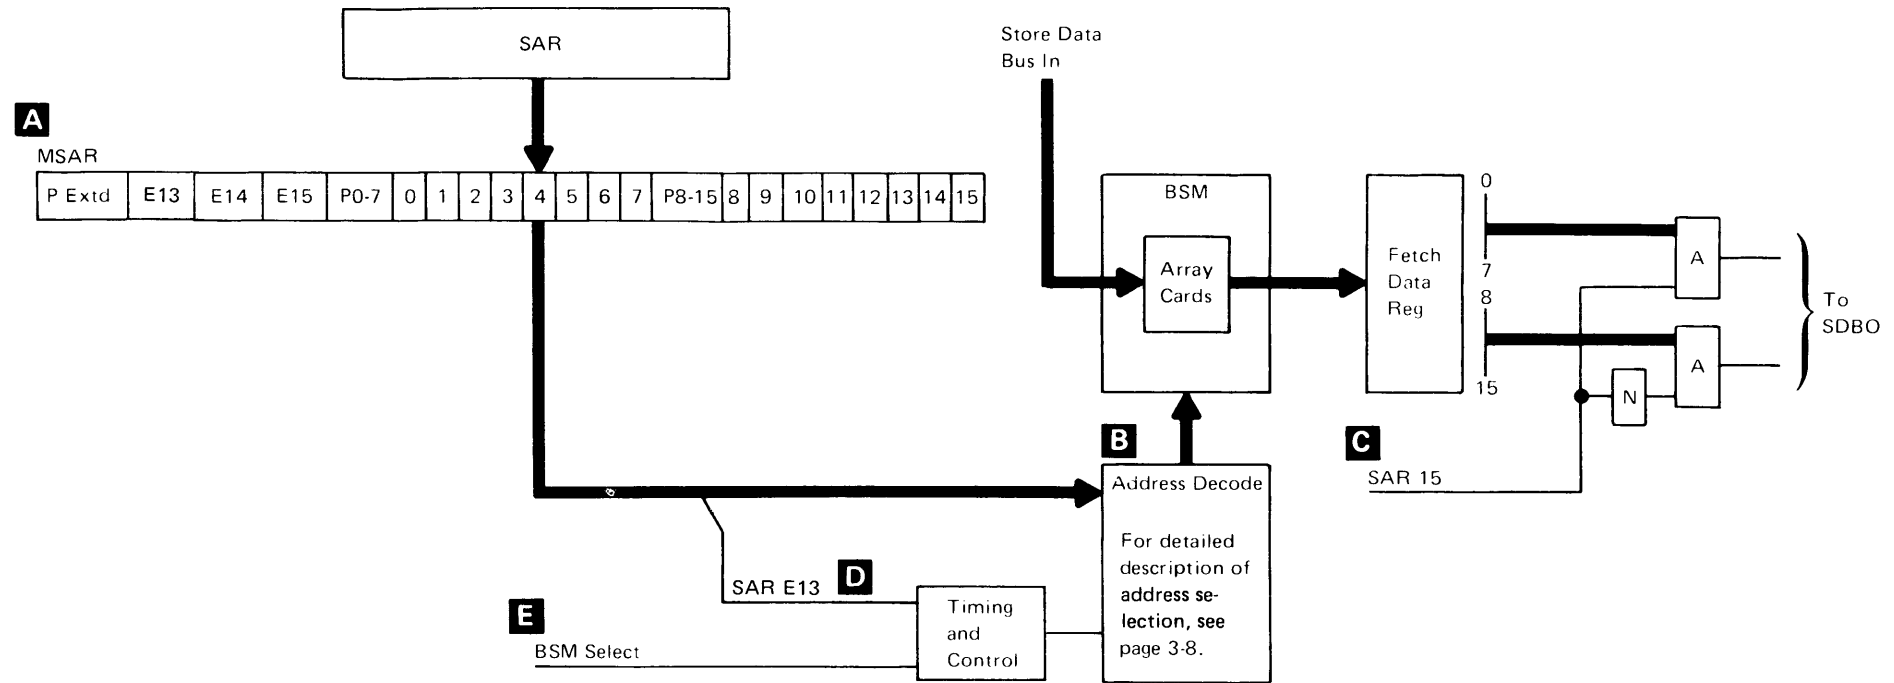 SAR
Store Data
Bus In
A
MSAR
P Extd E13 E14 E15 P0-7 0 1 2 3 4 5 6 7 P8-15 8 9 10 11 12 13 14 15
BSM
Array
Cards
Fetch
Data
Reg
0
7
8
15
A
A
N
To
SDBO
C
SAR 15
B
Address Decode
For detailed
description of
address se-
lection, see
page 3-8.
SAR E13
D
E
BSM Select
Timing
and
Control